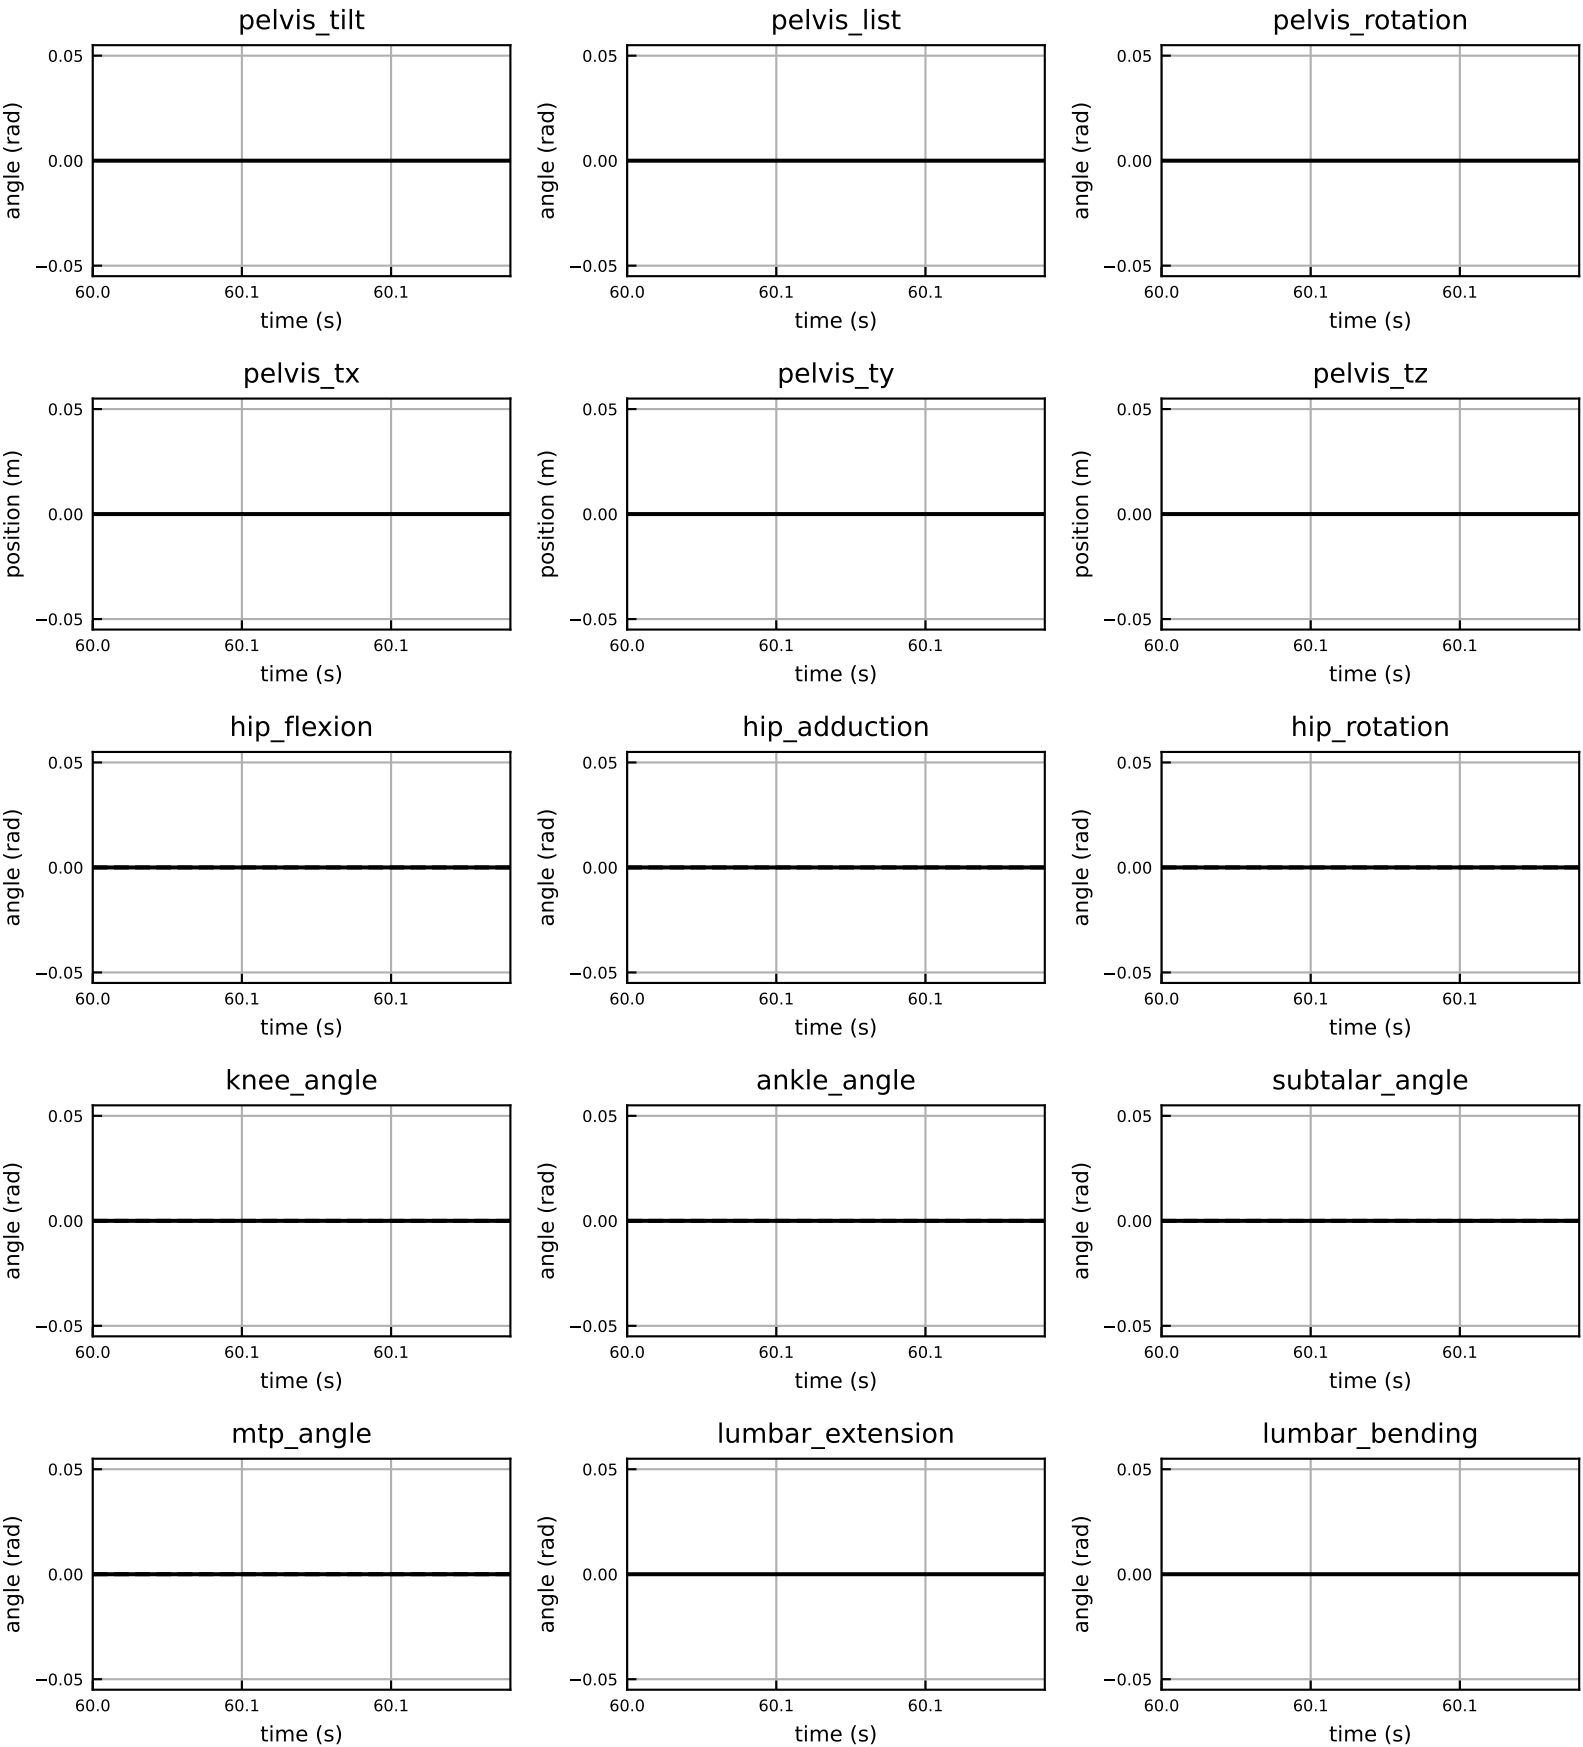 pelvis_tilt pelvis_list pelvis_rotation
0.05 0.05 0.05
angle (rad) angle (rad) angle (rad)
0.00 0.00 0.00
−0.05 −0.05 −0.05
60.0 60.1 60.1 60.0 60.1 60.1 60.0 60.1 60.1
time (s) time (s) time (s)
pelvis_tx pelvis_ty pelvis_tz
0.05 0.05 0.05
position (m) position (m) position (m)
0.00 0.00 0.00
−0.05 −0.05 −0.05
60.0 60.1 60.1 60.0 60.1 60.1 60.0 60.1 60.1
time (s) time (s) time (s)
hip_flexion hip_adduction hip_rotation
0.05 0.05 0.05
angle (rad) angle (rad) angle (rad)
0.00 0.00 0.00
−0.05 −0.05 −0.05
60.0 60.1 60.1 60.0 60.1 60.1 60.0 60.1 60.1
time (s) time (s) time (s)
knee_angle ankle_angle subtalar_angle
0.05 0.05 0.05
angle (rad) angle (rad) angle (rad)
0.00 0.00 0.00
−0.05 −0.05 −0.05
60.0 60.1 60.1 60.0 60.1 60.1 60.0 60.1 60.1
time (s) time (s) time (s)
mtp_angle lumbar_extension lumbar_bending
0.05 0.05 0.05
angle (rad) angle (rad) angle (rad)
0.00 0.00 0.00
−0.05 −0.05 −0.05
60.0 60.1 60.1 60.0 60.1 60.1 60.0 60.1 60.1
time (s) time (s) time (s)